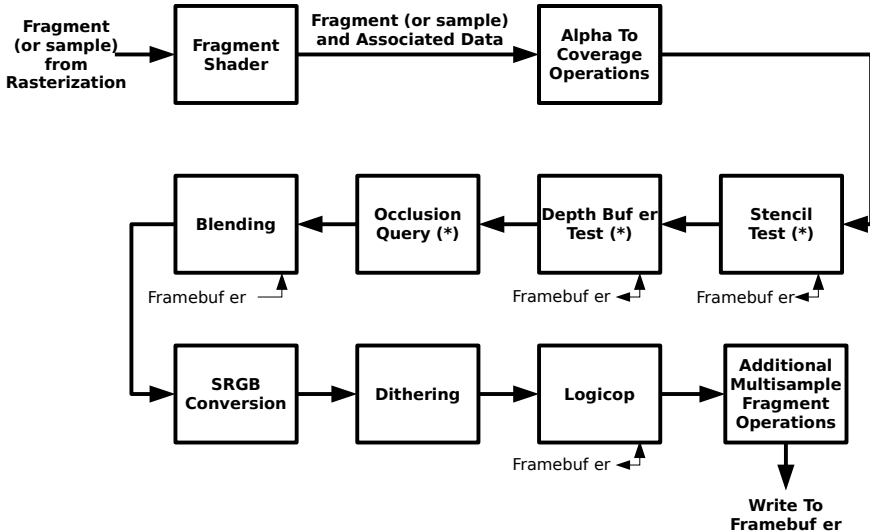 Fragment
(or sample)
from
Rasterization
Fragment
Shader
Fragment (or sample)
and Associated Data
Alpha To
Coverage
Operations
Blending
Occlusion
Query (*)
Depth Buf er
Test (*)
Stencil
Test (*)
Framebuf er
Framebuf er
Framebuf er
SRGB
Conversion
Dithering
Logicop
Additional
Multisample
Fragment
Operations
Framebuf er
Write To
Framebuf er